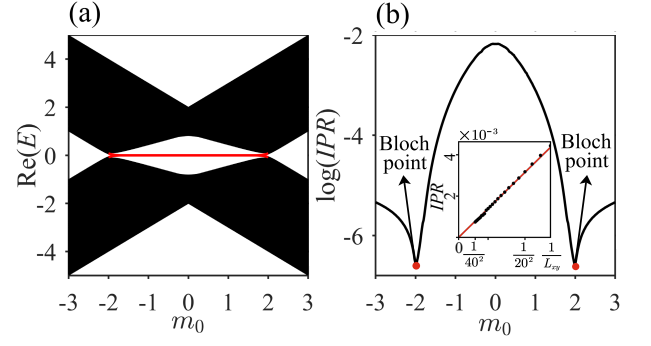 (a)
Re(E)
4
2
0
-2
-4
-3 -2 -1 0 1 2 3
m₀
(b)
log(IPR)
-2
-4
-6
Bloch
point
Bloch
point
×10⁻³
IPR
4
2
0 1/40² 1/20² 1/Lₓᵧ
-3 -2 -1 0 1 2 3
m₀